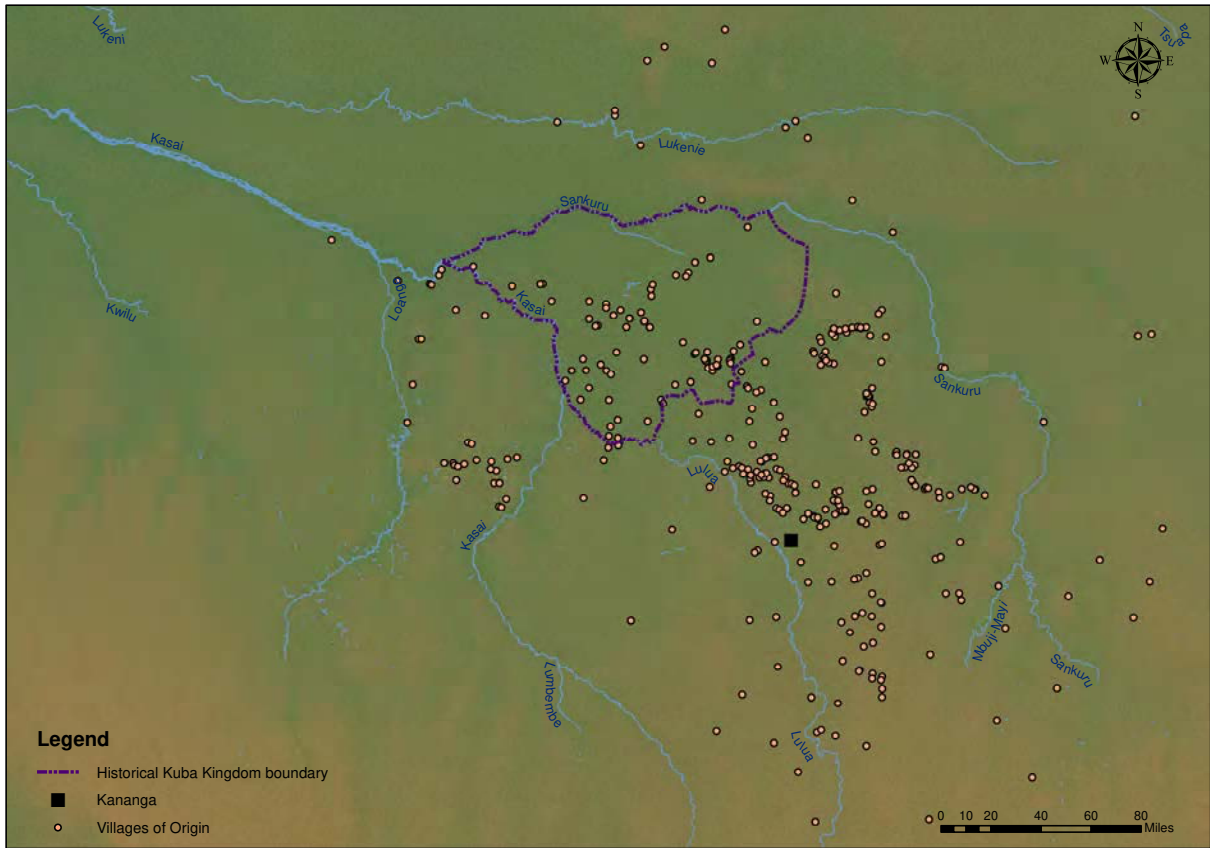 Lukeni
Tsuapa
N
W E
S
Kasai
Lukenie
Sankuru
Kwilu
Loange
Kasai
Sankuru
Lulua
Kasai
Mbuji-Mayi
Sankuru
Lumbembe
Lulua
Legend
Historical Kuba Kingdom boundary
Kananga
Villages of Origin
0 10 20 40 60 80
Miles